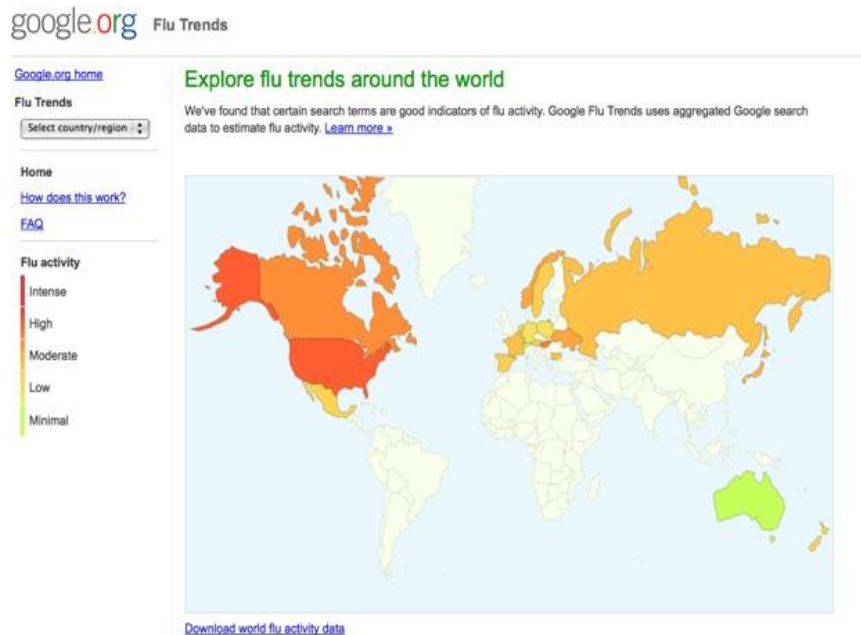 google.org Flu Trends
Google.org home
Flu Trends
Select country/region
Home
How does this work?
FAQ
Flu activity
Intense
High
Moderate
Low
Minimal
Explore flu trends around the world
We've found that certain search terms are good indicators of flu activity. Google Flu Trends uses aggregated Google search
data to estimate flu activity. Learn more »
Download world flu activity data